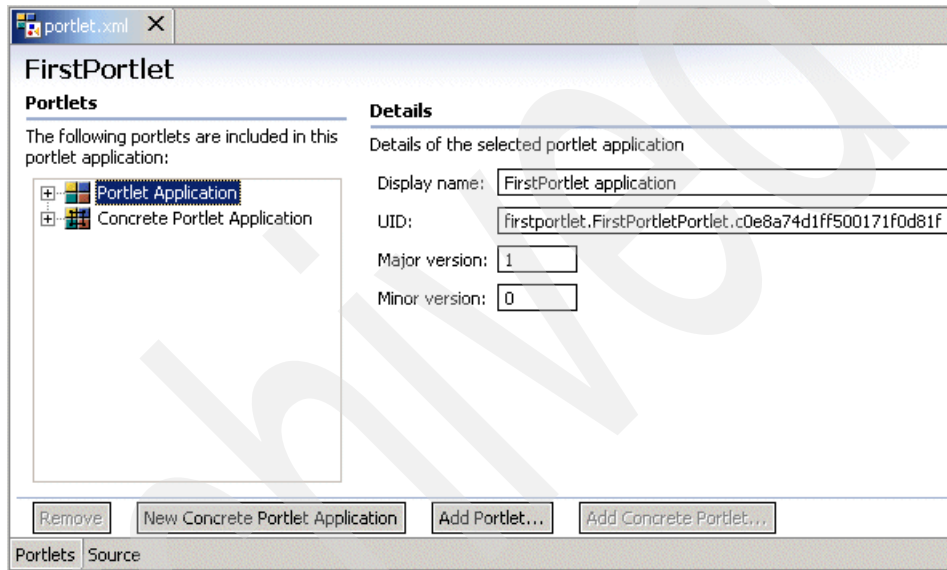 portlet.xml
FirstPortlet
Portlets
The following portlets are included in this
portlet application:
Portlet Application
Concrete Portlet Application
Details
Details of the selected portlet application
Display name: FirstPortlet application
UID: firstportlet.FirstPortletPortlet.c0e8a74d1ff500171f0d81f
Major version: 1
Minor version: 0
Remove New Concrete Portlet Application Add Portlet... Add Concrete Portlet...
Portlets Source
hived